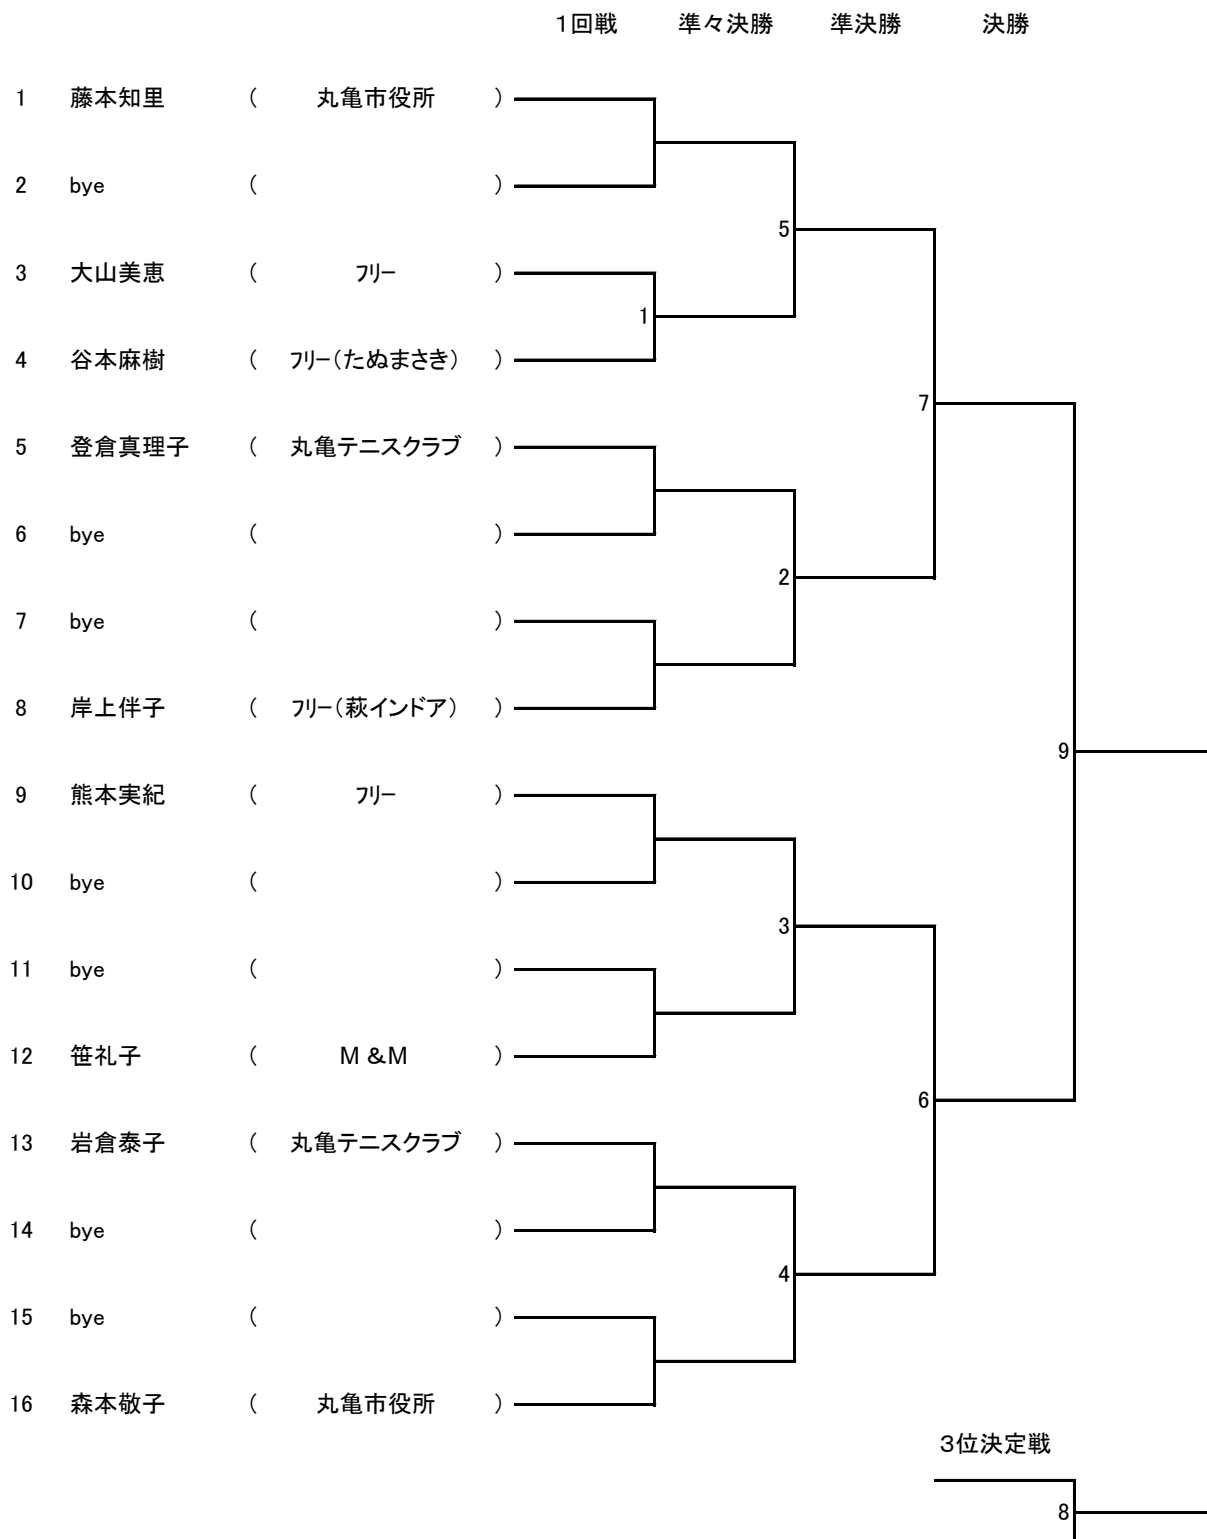 １回戦 準々決勝 準決勝 決勝
1 藤本知里 ( 丸亀市役所 )
2 bye ( )
5
3 大山美恵 ( ﾌﾘｰ )
1
4 谷本麻樹 ( ﾌﾘｰ(たぬまさき) )
7
5 登倉真理子 ( 丸亀テニスクラブ )
6 bye ( )
2
7 bye ( )
8 岸上伴子 ( ﾌﾘｰ(萩インドア) )
9
9 熊本実紀 ( ﾌﾘｰ )
10 bye ( )
3
11 bye ( )
12 笹礼子 ( M &M )
6
13 岩倉泰子 ( 丸亀テニスクラブ )
14 bye ( )
4
15 bye ( )
16 森本敬子 ( 丸亀市役所 )
３位決定戦
8